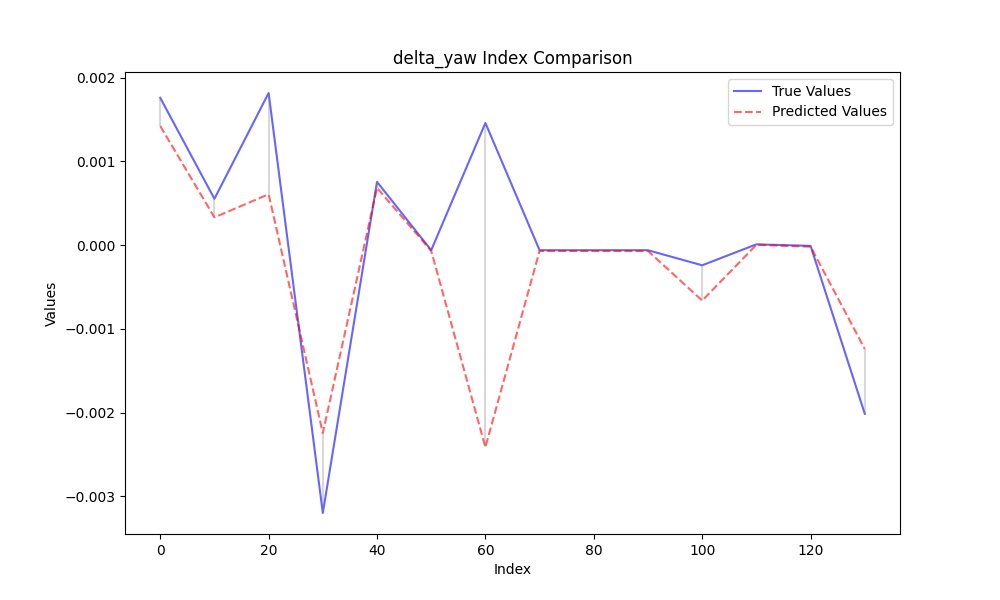 delta_yaw Index Comparison
True Values
Predicted Values
0.002
0.001
0.000
−0.001
−0.002
−0.003
Values
0 20 40 60 80 100 120
Index